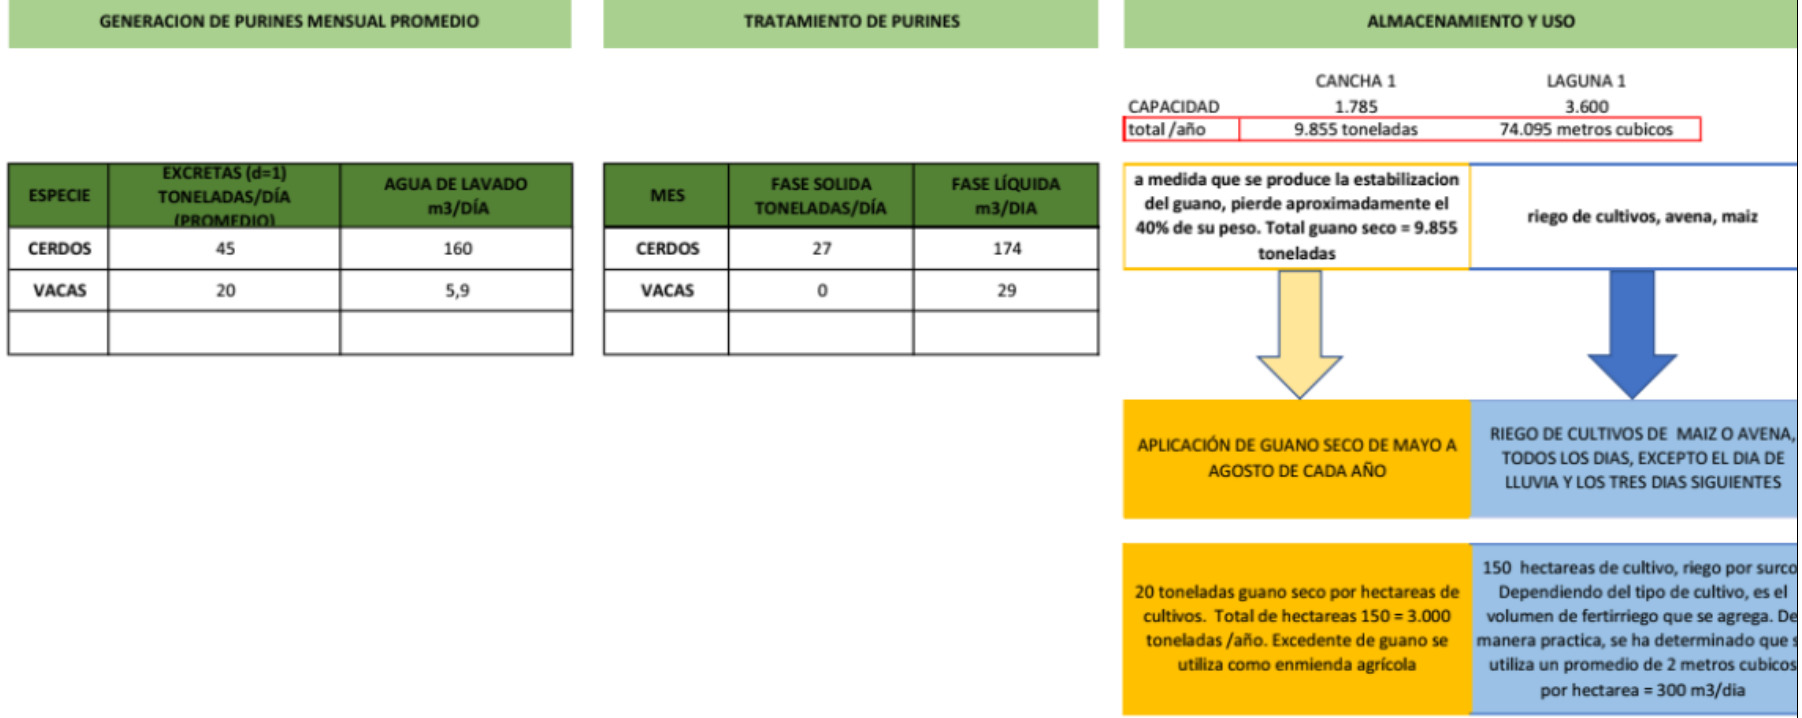 GENERACION DE PURINES MENSUAL PROMEDIO
TRATAMIENTO DE PURINES
ALMACENAMIENTO Y USO
CANCHA 1
LAGUNA 1
CAPACIDAD
1.785
3.600
total /año
9.855 toneladas
74.095 metros cubicos
ESPECIE
EXCRETAS (d=1)
TONELADAS/DÍA
(PROMEDIO)
AGUA DE LAVADO
m3/DÍA
CERDOS
45
160
VACAS
20
5,9
MES
FASE SOLIDA
TONELADAS/DÍA
FASE LÍQUIDA
m3/DIA
CERDOS
27
174
VACAS
0
29
a medida que se produce la estabilizacion
del guano, pierde aproximadamente el
40% de su peso. Total guano seco = 9.855
toneladas
riego de cultivos, avena, maiz
APLICACIÓN DE GUANO SECO DE MAYO A
AGOSTO DE CADA AÑO
RIEGO DE CULTIVOS DE MAIZ O AVENA,
TODOS LOS DIAS, EXCEPTO EL DIA DE
LLUVIA Y LOS TRES DIAS SIGUIENTES
20 toneladas guano seco por hectareas de
cultivos. Total de hectareas 150 = 3.000
toneladas /año. Excedente de guano se
utiliza como enmienda agrícola
150 hectareas de cultivo, riego por surco
Dependiendo del tipo de cultivo, es el
volumen de fertirriego que se agrega. De
manera practica, se ha determinado que
utiliza un promedio de 2 metros cubicos
por hectarea = 300 m3/dia